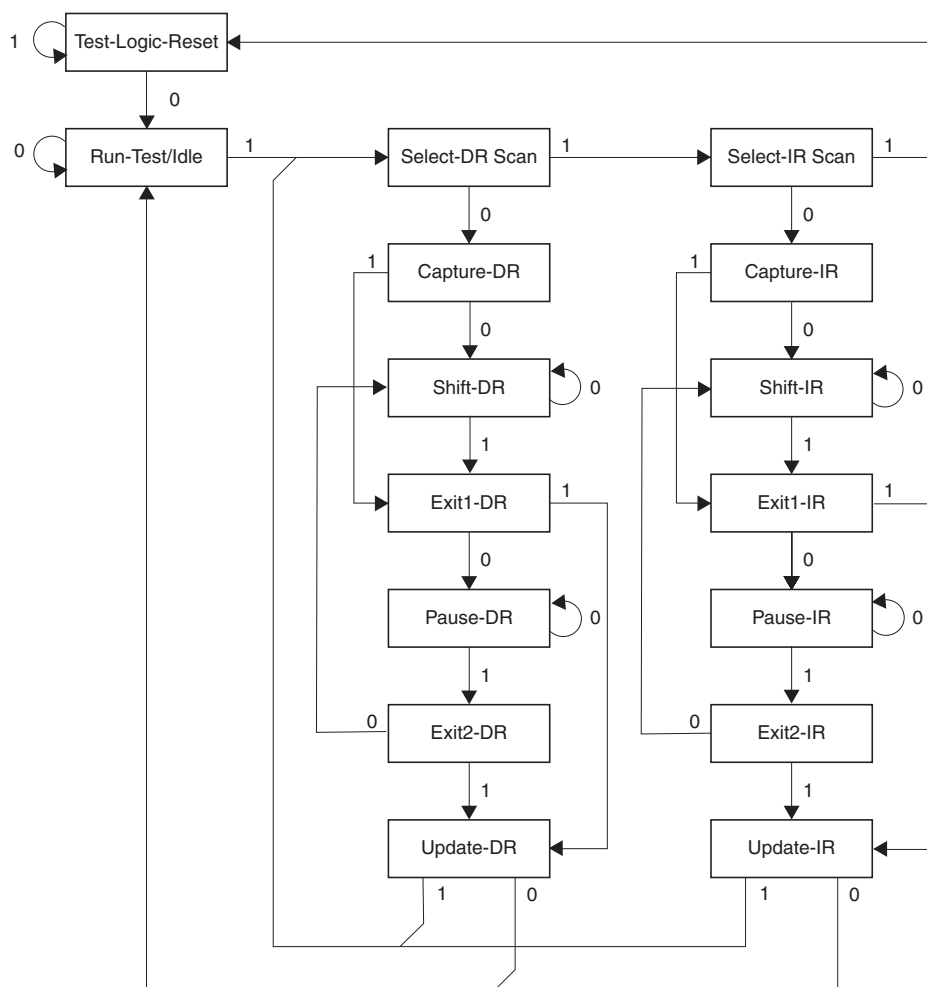 1 Test-Logic-Reset
0
0 Run-Test/Idle 1 Select-DR Scan 1 Select-IR Scan 1
0 0
1 Capture-DR 1 Capture-IR
0 0
Shift-DR 0 Shift-IR 0
1 1
Exit1-DR 1 Exit1-IR 1
0 0
Pause-DR 0 Pause-IR 0
1 1
0 Exit2-DR 0 Exit2-IR
1 1
Update-DR Update-IR
1 0 1 0